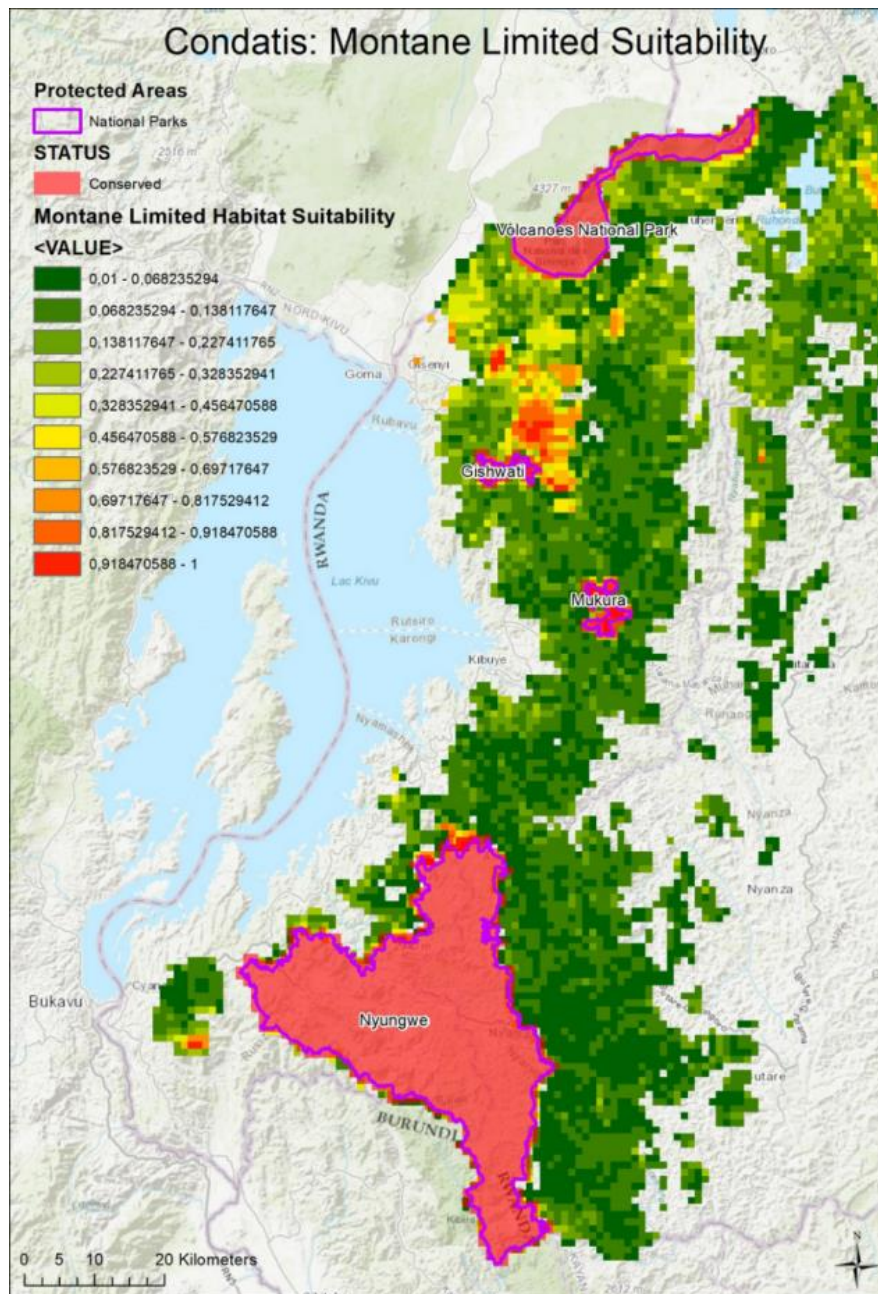 Condatis: Montane Limited Suitability
Protected Areas
National Parks
STATUS
Conserved
Montane Limited Habitat Suitability
<VALUE>
0,01 - 0,068235294
0,068235294 - 0,138117647
0,138117647 - 0,227411765
0,227411765 - 0,328352941
0,328352941 - 0,456470588
0,456470588 - 0,576823529
0,576823529 - 0,69717647
0,69717647 - 0,817529412
0,817529412 - 0,918470588
0,918470588 - 1
4327 m
Volcanoes National Park
NORD-KIVU
Goma
Gisenyi
Rubavu
Gishwati
RWANDA
Lac Kivu
Mukura
Rutsiro
Karongi
Kibuye
Nyanza
Nyanza
Bukavu
Nyungwe
BURUNDI
N
0 5 10 20 Kilometers